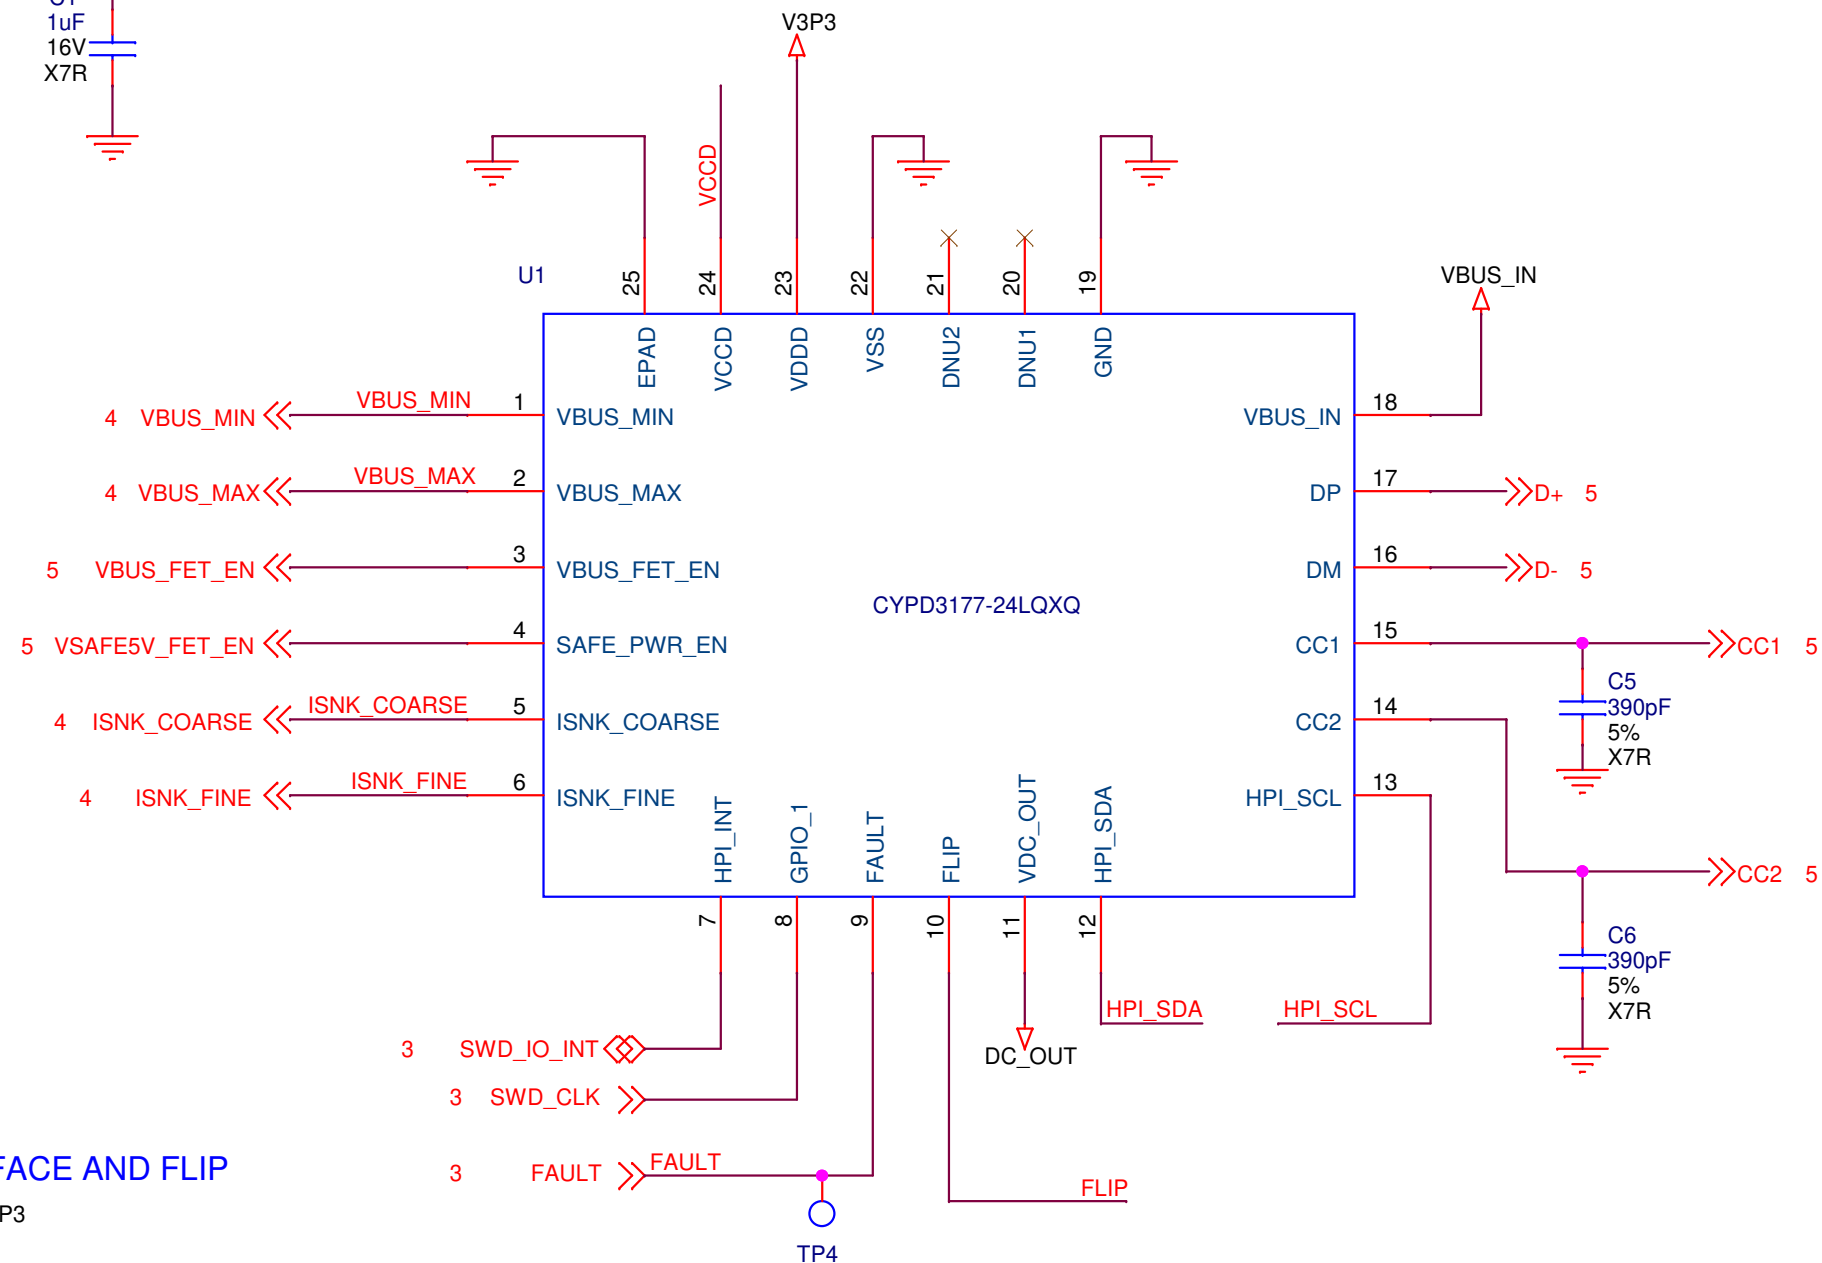 1uF
16V
X7R
V3P3
VCCD
U1
25
24
23
22
21
20
19
VBUS_IN
EPAD
VCCD
VDDD
VSS
DNU2
DNU1
GND
4 VBUS_MIN VBUS_MIN 1 VBUS_MIN
VBUS_IN 18
4 VBUS_MAX VBUS_MAX 2 VBUS_MAX
DP 17 D+ 5
5 VBUS_FET_EN 3 VBUS_FET_EN
DM 16 D- 5
CYPD3177-24LQXQ
5 VSAFE5V_FET_EN 4 SAFE_PWR_EN
CC1 15 CC1 5
C5
390pF
5%
X7R
4 ISNK_COARSE ISNK_COARSE 5 ISNK_COARSE
CC2 14
4 ISNK_FINE ISNK_FINE 6 ISNK_FINE
HPI_SCL 13
HPI_INT
GPIO_1
FAULT
FLIP
VDC_OUT
HPI_SDA
CC2 5
7
8
9
10
11
12
C6
390pF
5%
X7R
HPI_SDA
HPI_SCL
3 SWD_IO_INT
DC_OUT
3 SWD_CLK
3 FAULT FAULT
FLIP
FACE AND FLIP
P3
TP4